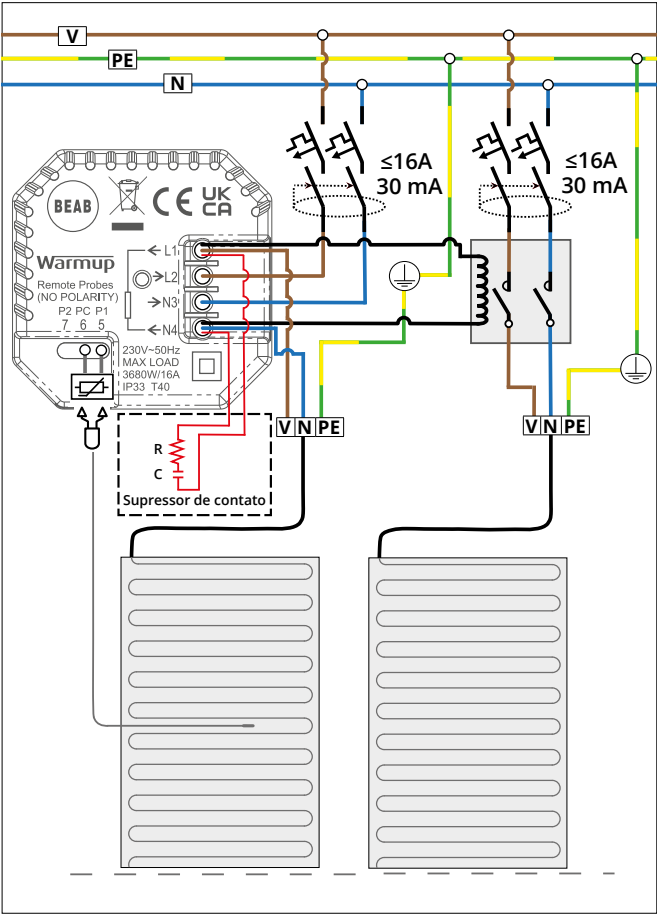 V
PE
N
≤16A
30 mA
≤16A
30 mA
BEAB
CE UK
CA
Warmup
Remote Probes
(NO POLARITY)
P2 PC P1
7 6 5
L1
L2
N3
N4
230V~50Hz
MAX LOAD
3680W/16A
IP33 T40
V N PE
V N PE
R
C
Supressor de contato